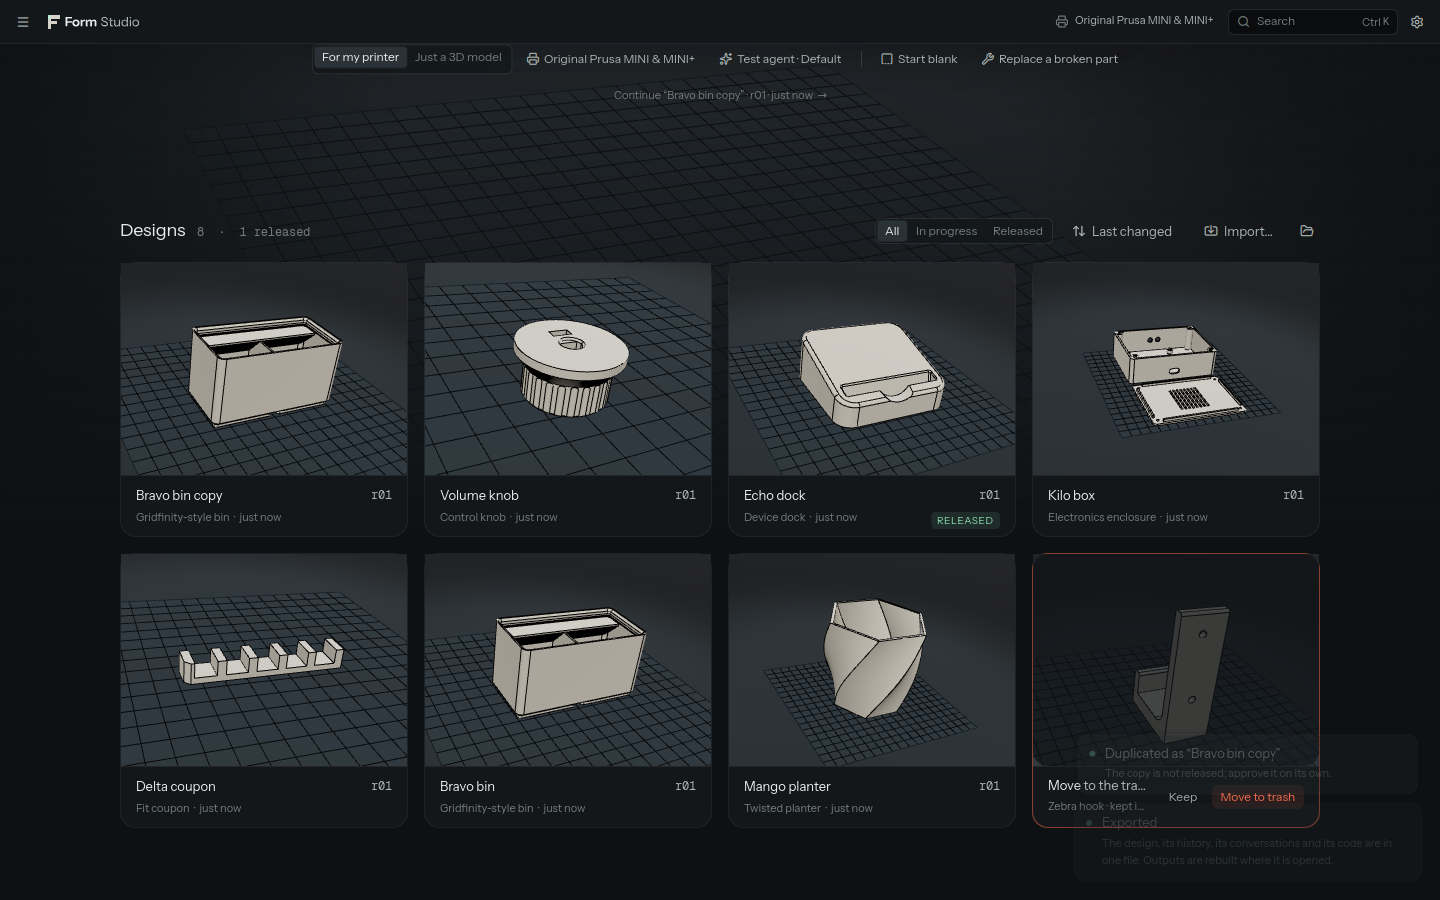 Form Studio
Original Prusa MINI & MINI+
Search
Ctrl K
For my printer
Just a 3D model
Original Prusa MINI & MINI+
Test agent · Default
Start blank
Replace a broken part
Continue “Bravo bin copy” · r01 · just now →
Designs 8 · 1 released
All
In progress
Released
Last changed
Import...
Bravo bin copy r01
Gridfinity-style bin · just now
Volume knob r01
Control knob · just now
Echo dock r01
Device dock · just now
RELEASED
Kilo box r01
Electronics enclosure · just now
Delta coupon r01
Fit coupon · just now
Bravo bin r01
Gridfinity-style bin · just now
Mango planter r01
Twisted planter · just now
Duplicated as “Bravo bin copy”
The copy is not released; approve it on its own.
Move to the tra...
Zebra hook · kept i...
Keep
Move to trash
Exported
The design, its history, its conversations and its code are in
one file. Outputs are rebuilt where it is opened.